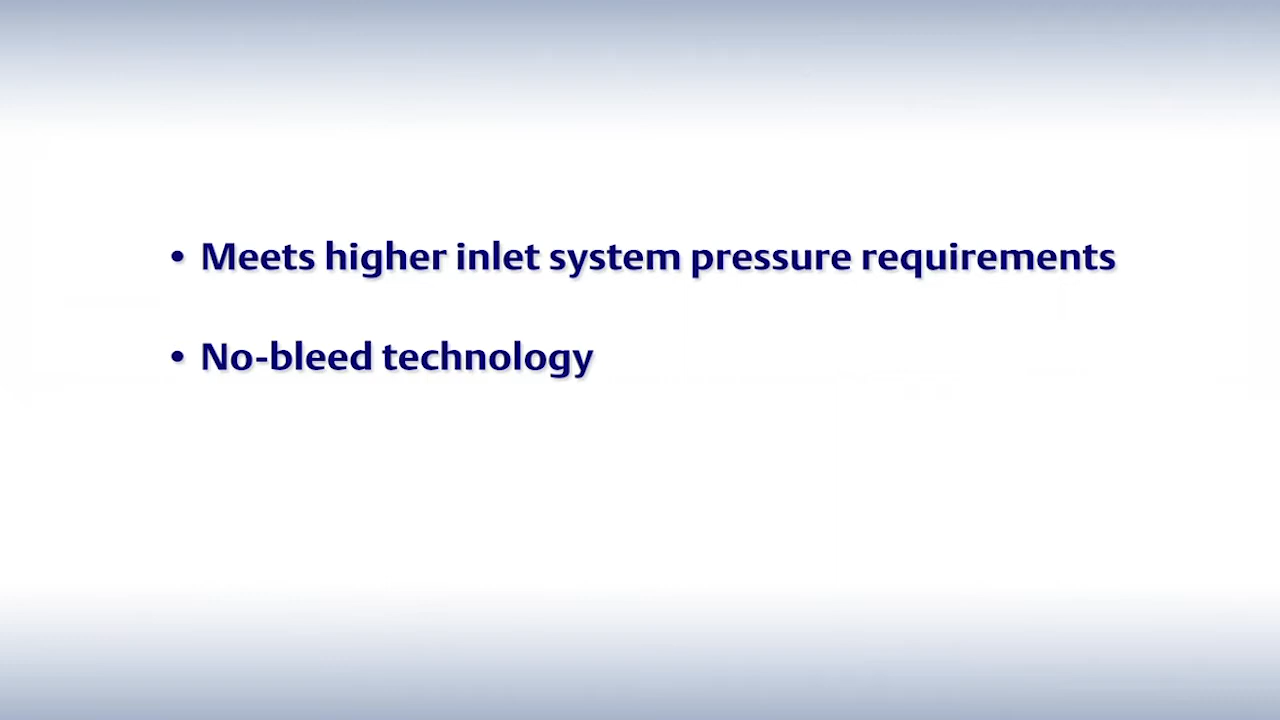 • Meets higher inlet system pressure requirements
• No-bleed technology